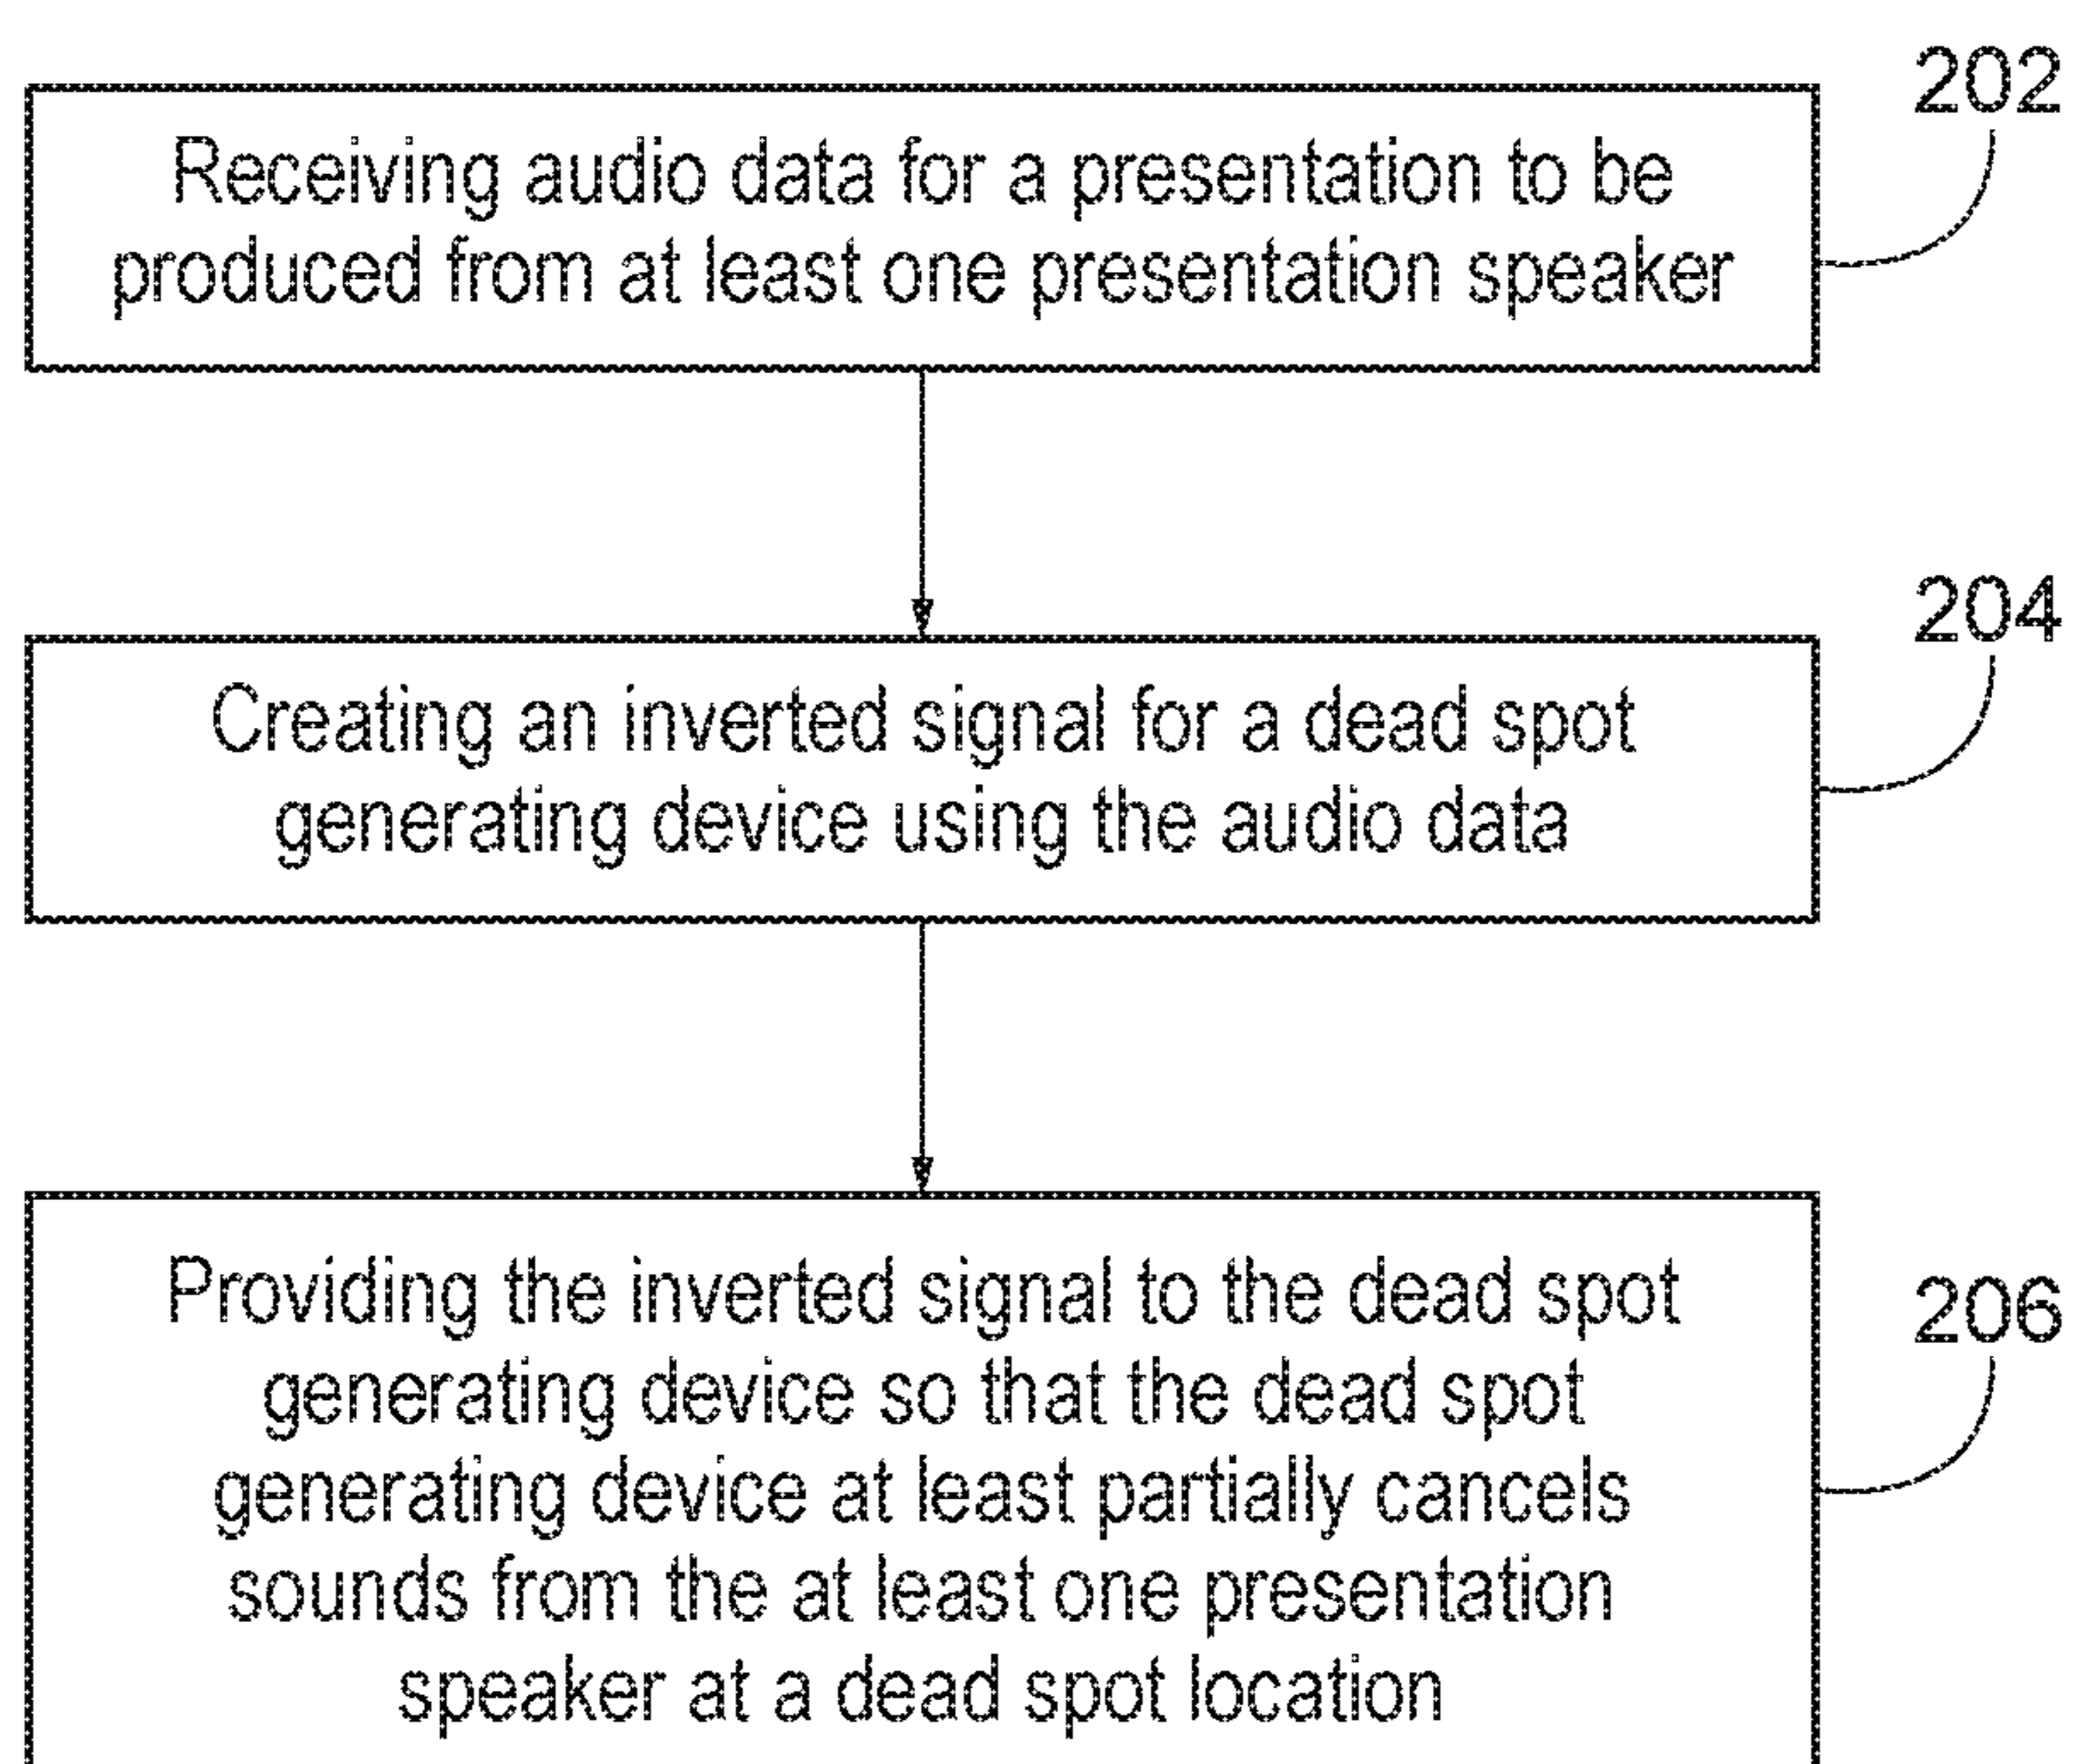 202
Receiving audio data for a presentation to be
produced from at least one presentation speaker
204
Creating an inverted signal for a dead spot
generating device using the audio data
206
Providing the inverted signal to the dead spot
generating device so that the dead spot
generating device at least partially cancels
sounds from the at least one presentation
speaker at a dead spot location